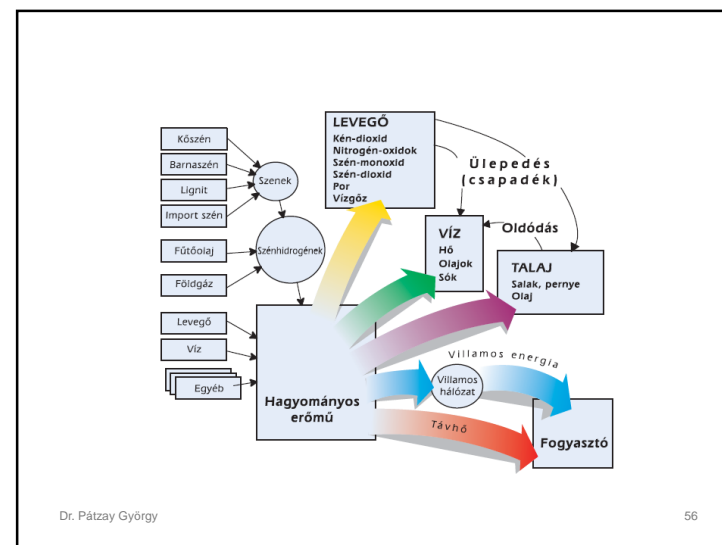 Kőszén
Barnaszén
Lignit
Import szén
Szenek
Fűtőolaj
Földgáz
Szénhidrogének
Levegő
Víz
Egyéb
Hagyományos
erőmű
LEVEGŐ
Kén-dioxid
Nitrogén-oxidok
Szén-monoxid
Szén-dioxid
Por
Vízgőz
Ülepedés
(csapadék)
VÍZ
Hő
Olajok
Sók
Oldódás
TALAJ
Salak, pernye
Olaj
Villamos energia
Villamos
hálózat
Távhő
Fogyasztó
Dr. Pátzay György
56